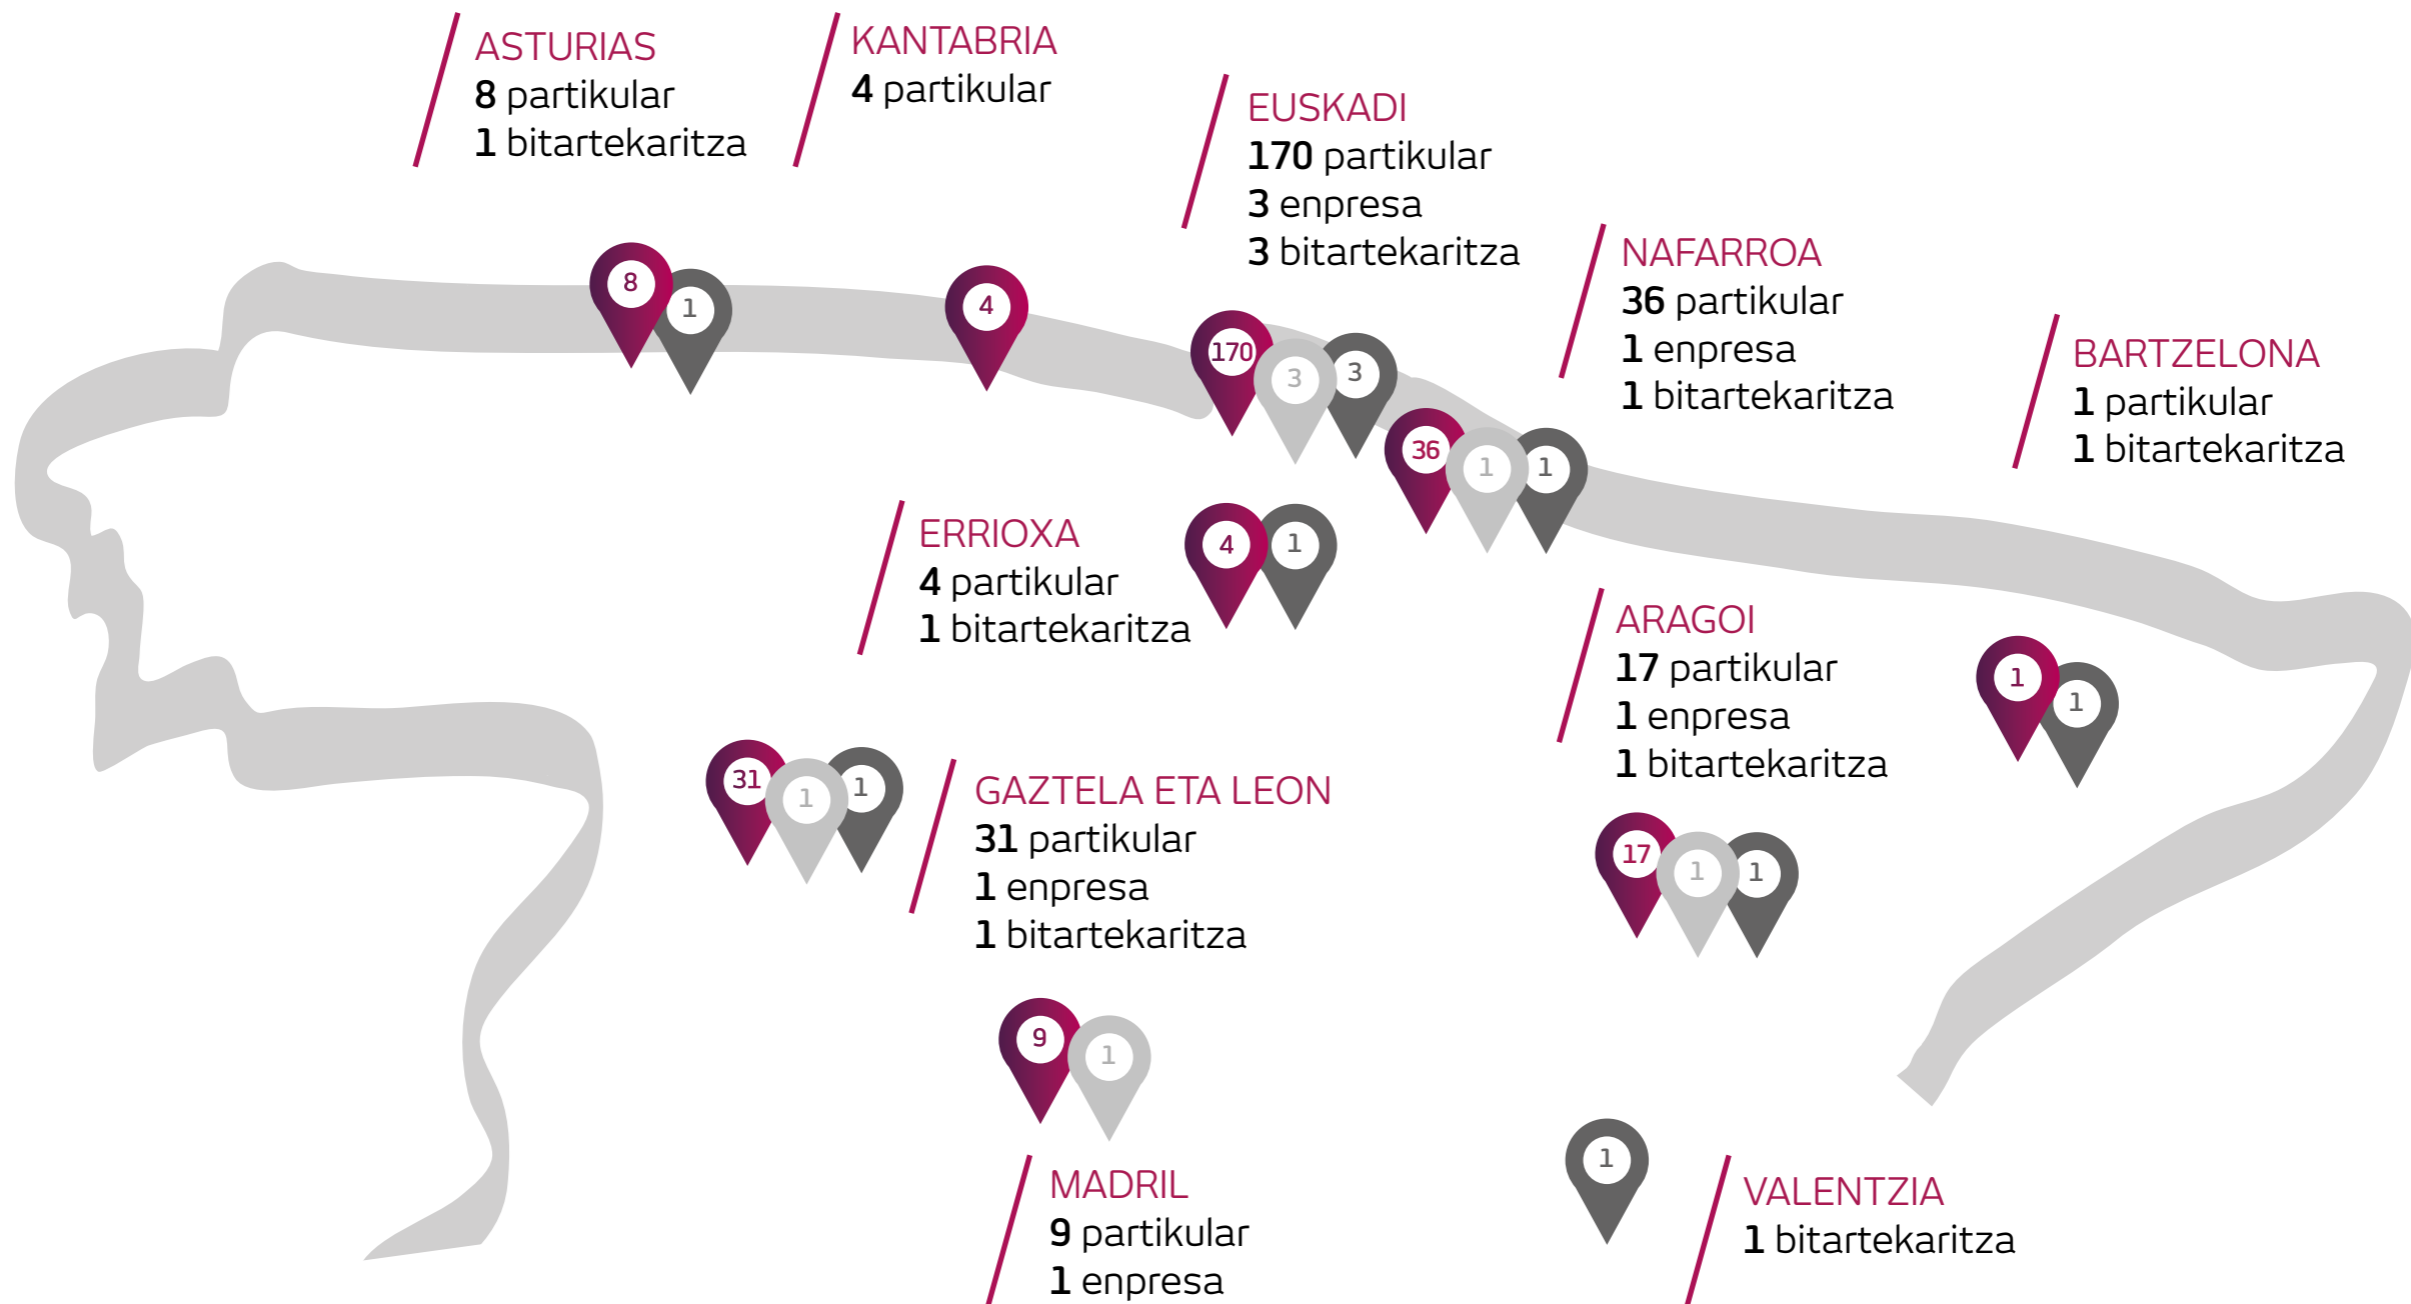 ASTURIAS
8 partikular
1 bitartekaritza
KANTABRIA
4 partikular
EUSKADI
170 partikular
3 enpresa
3 bitartekaritza
NAFARROA
36 partikular
1 enpresa
1 bitartekaritza
BARTZELONA
1 partikular
1 bitartekaritza
8
1
4
170
3
3
36
1
1
ERRIOXA
4 partikular
1 bitartekaritza
4
1
ARAGOI
17 partikular
1 enpresa
1 bitartekaritza
1
1
31
1
1
GAZTELA ETA LEON
31 partikular
1 enpresa
1 bitartekaritza
17
1
1
9
1
MADRIL
9 partikular
1 enpresa
1
VALENTZIA
1 bitartekaritza